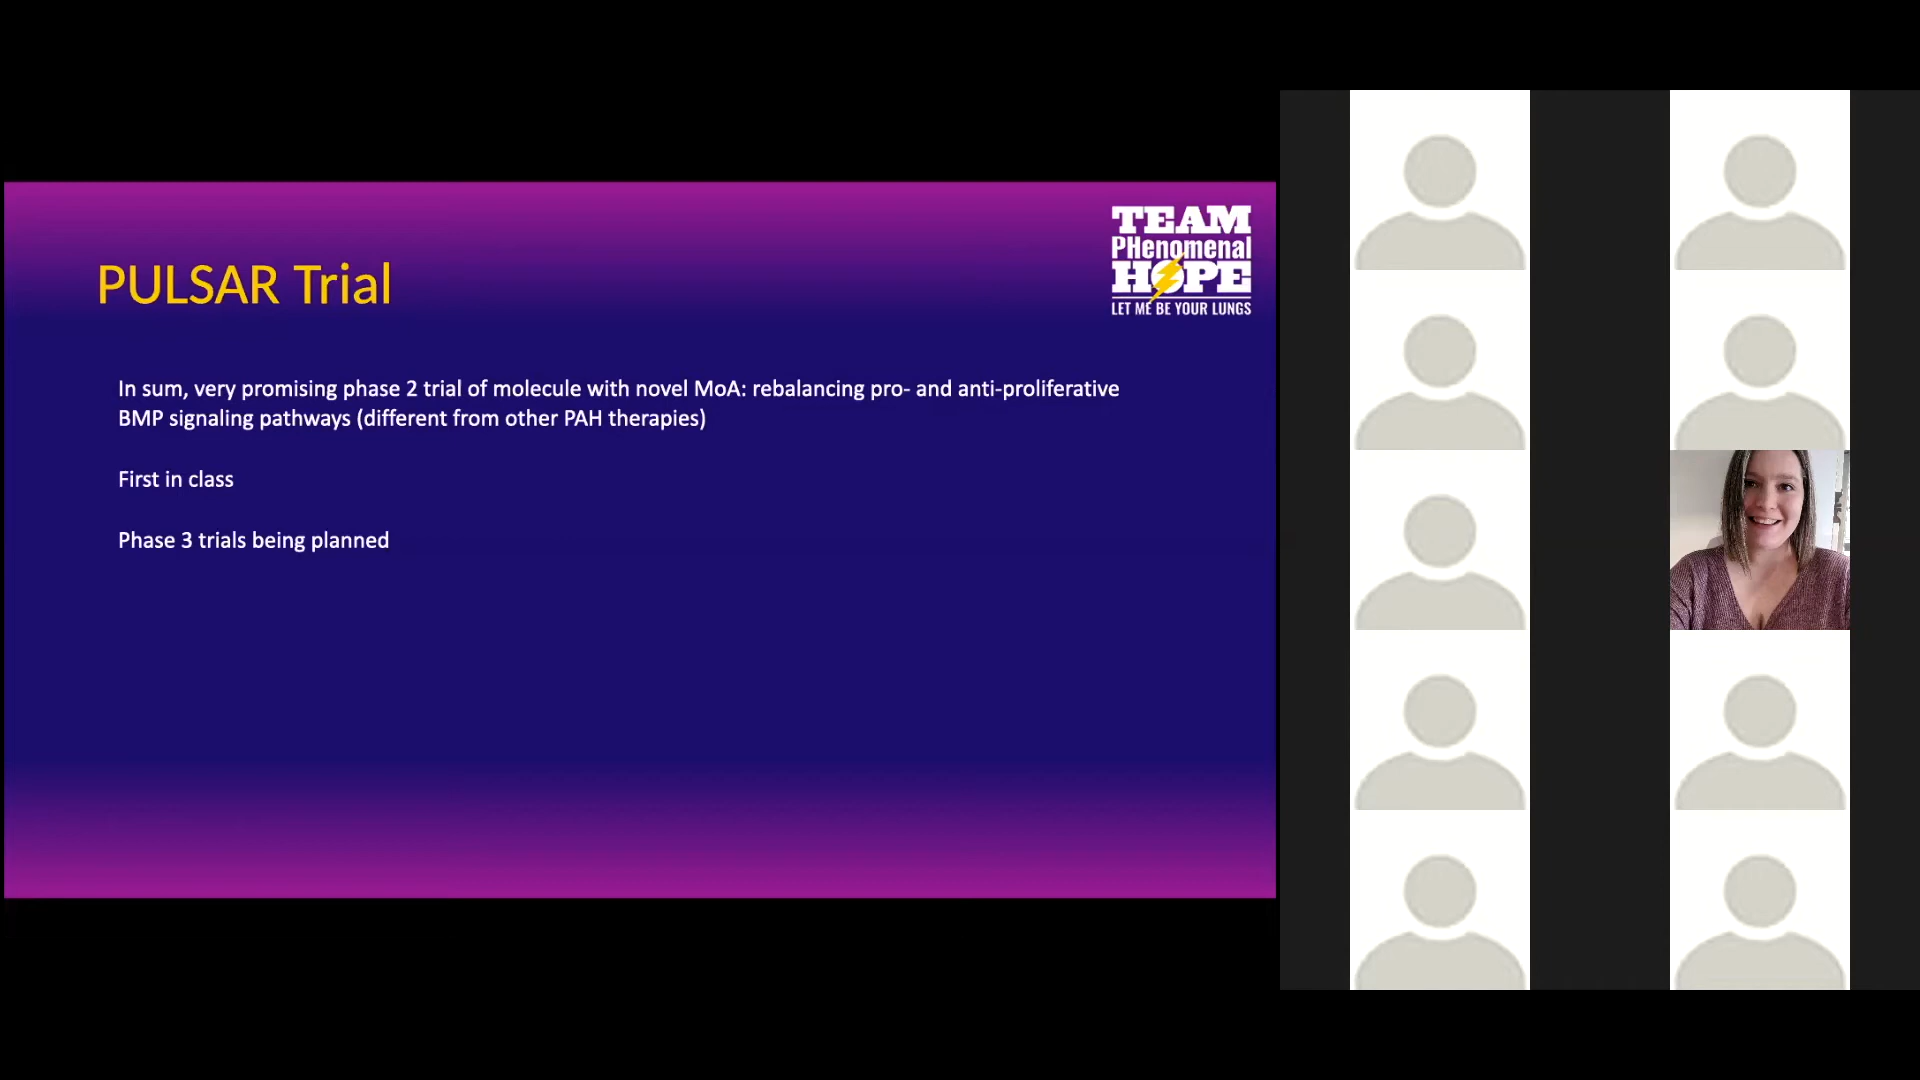 TEAM
PHenomenal
HOPE
LET ME BE YOUR LUNGS
PULSAR Trial
In sum, very promising phase 2 trial of molecule with novel MoA: rebalancing pro- and anti-proliferative
BMP signaling pathways (different from other PAH therapies)
First in class
Phase 3 trials being planned